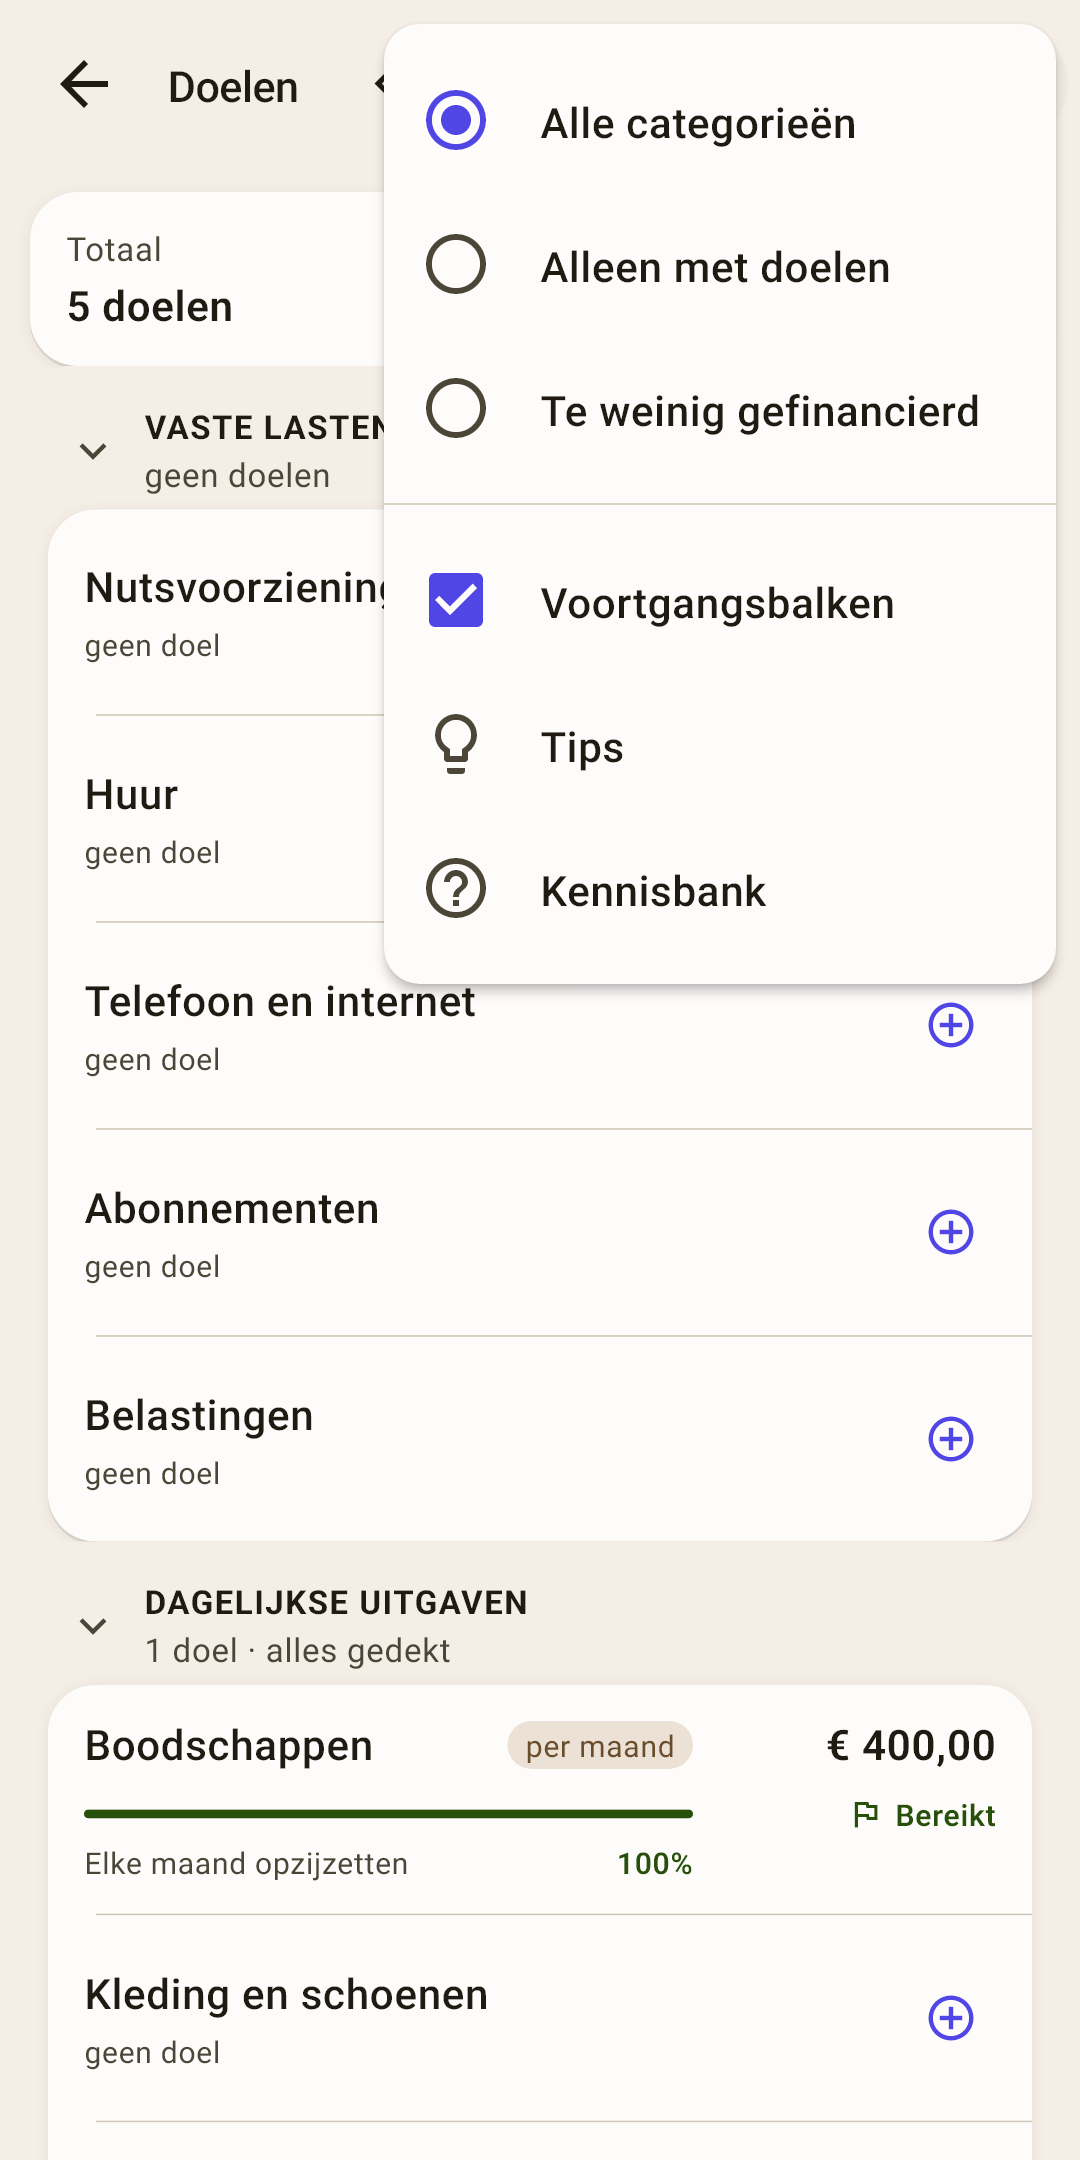 Doelen
Alle categorieën
Alleen met doelen
Te weinig gefinancierd
Voortgangsbalken
Tips
Kennisbank
Totaal
5 doelen
VASTE LASTEN
geen doelen
geen doel
Huur
geen doel
Telefoon en internet
geen doel
Abonnementen
geen doel
Belastingen
geen doel
DAGELIJKSE UITGAVEN
1 doel · alles gedekt
Boodschappen
per maand
€ 400,00
Bereikt
Elke maand opzijzetten
100%
Kleding en schoenen
geen doel